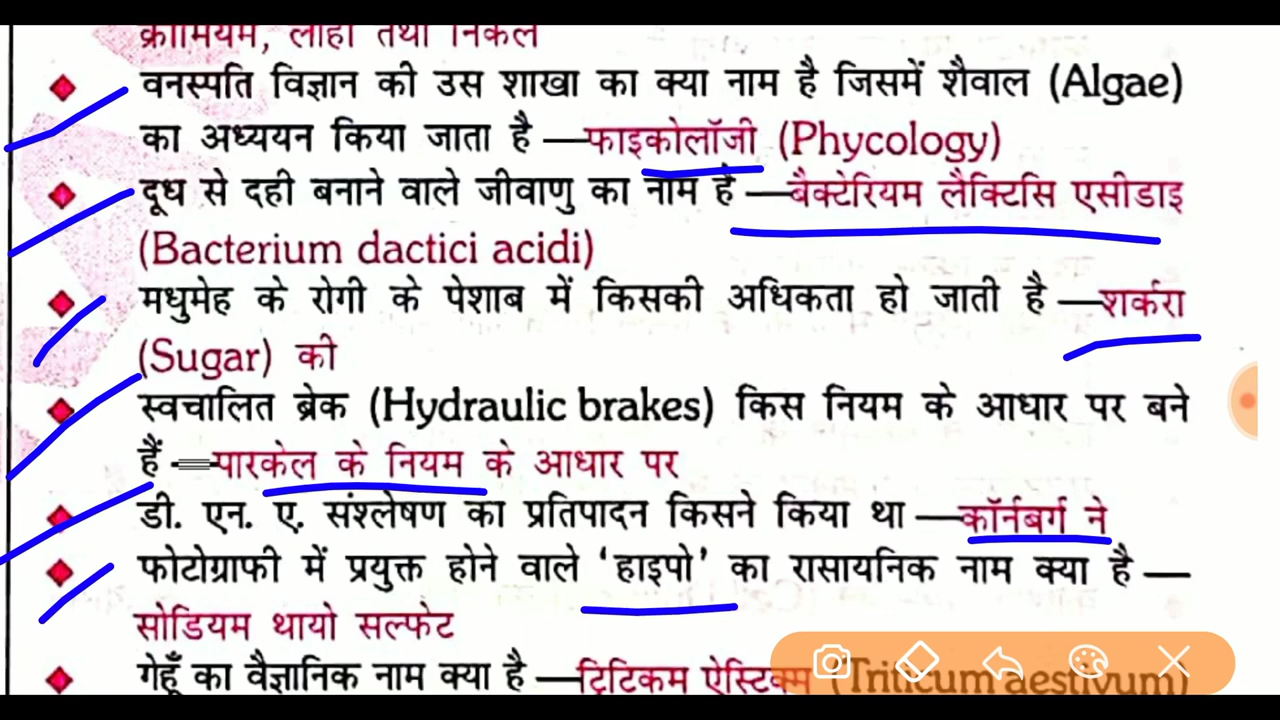 क्रोमियम, लोहा तथा निकल
वनस्पति विज्ञान की उस शाखा का क्या नाम है जिसमें शैवाल (Algae)
का अध्ययन किया जाता है —फाइकोलॉजी (Phycology)
दूध से दही बनाने वाले जीवाणु का नाम है —बैक्टेरियम लैक्टिसि एसीडाइ
(Bacterium dactici acidi)
मधुमेह के रोगी के पेशाब में किसकी अधिकता हो जाती है —शर्करा
(Sugar) की
स्वचालित ब्रेक (Hydraulic brakes) किस नियम के आधार पर बने
हैं —पारकेल के नियम के आधार पर
डी. एन. ए. संश्लेषण का प्रतिपादन किसने किया था —कॉर्नबर्ग ने
फोटोग्राफी में प्रयुक्त होने वाले ‘हाइपो’ का रासायनिक नाम क्या है —
सोडियम थायो सल्फेट
गेहूँ का वैज्ञानिक नाम क्या है —ट्रिटिकम ऐस्टिक्म (Triticum aestivum)